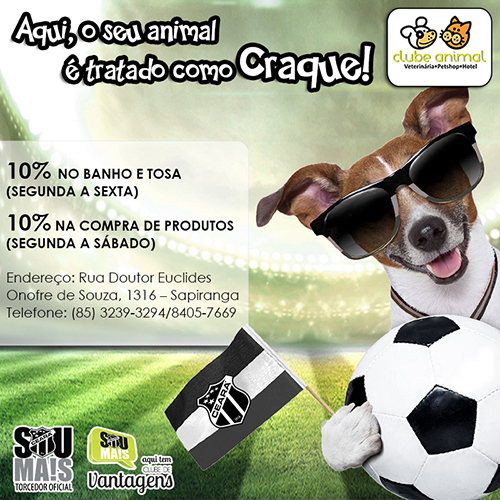 Aqui, o seu animal
é tratado como Craque!
clube animal
Veterinária•Petshop•Hotel
10% NO BANHO E TOSA
(SEGUNDA A SEXTA)
10% NA COMPRA DE PRODUTOS
(SEGUNDA A SÁBADO)
Endereço: Rua Doutor Euclides
Onofre de Souza, 1316 – Sapiranga
Telefone: (85) 3239-3294/8405-7669
CEARÁ
SOU
MA!S
TORCEDOR OFICIAL
SOU
MA!S
aqui tem
CLUBE DE
Vantagens